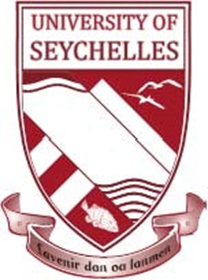 UNIVERSITY OF
SEYCHELLES
Lavenir dan ou lanmen